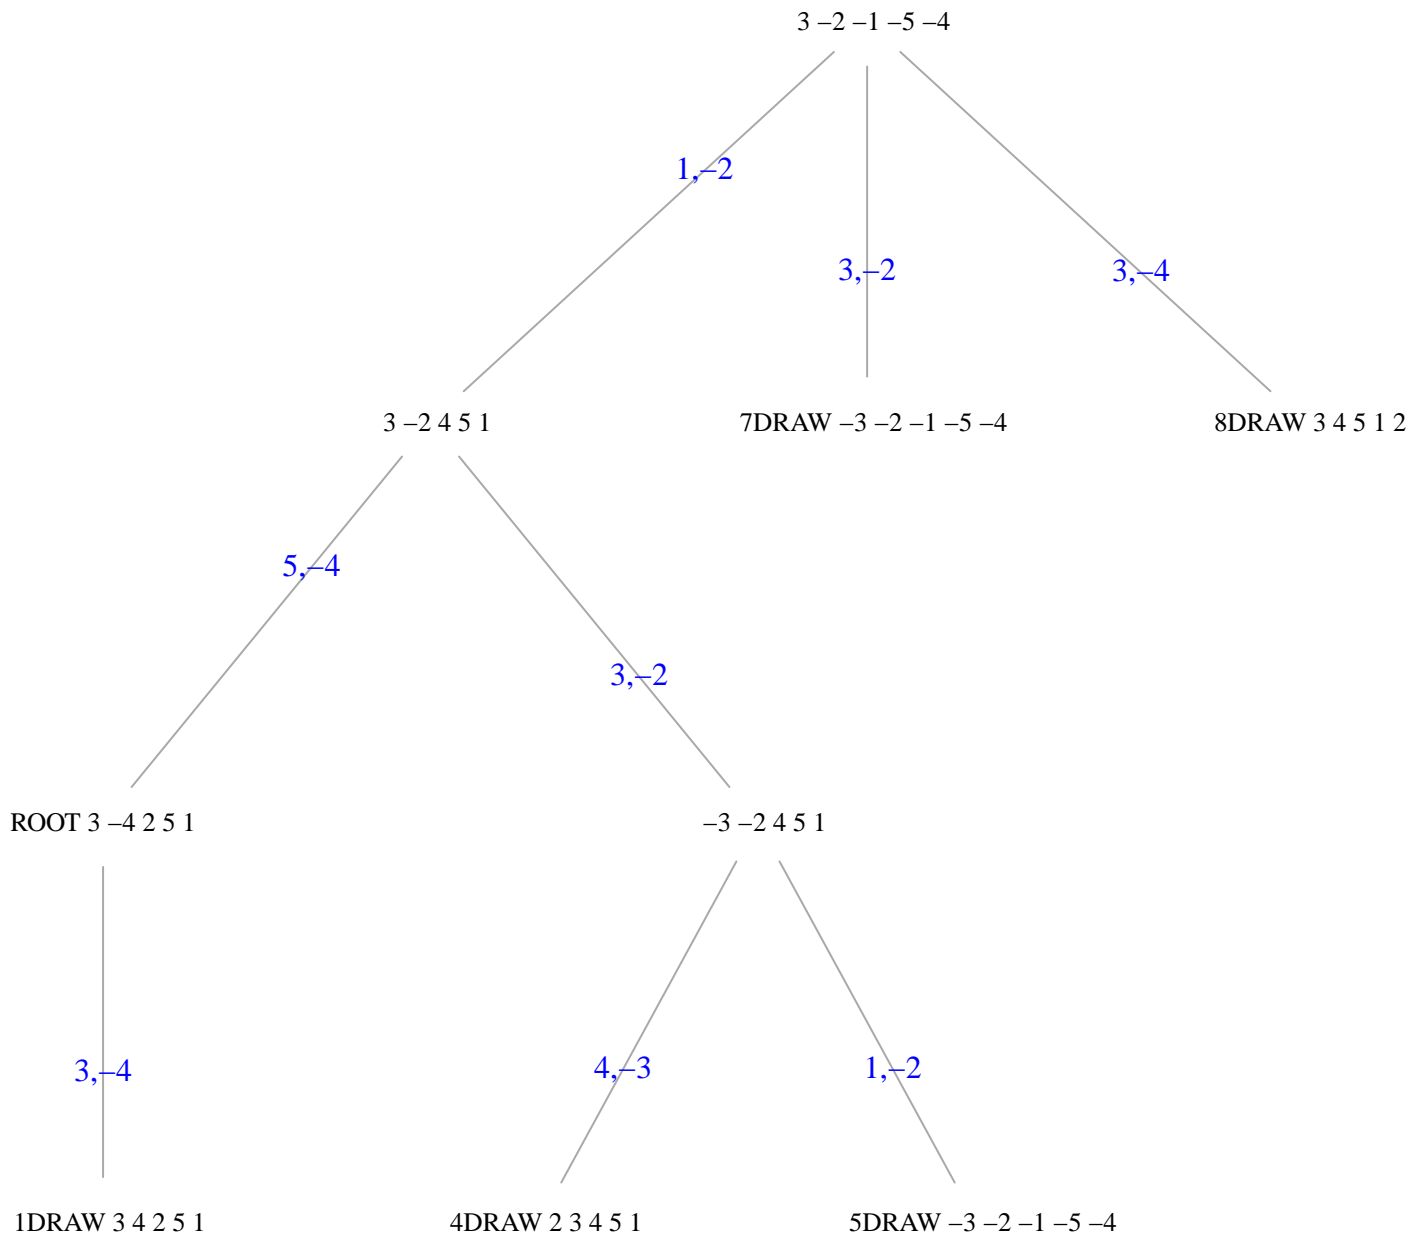 3 –2 –1 –5 –4
1,–2
3,–2
3,–4
3 –2 4 5 1
7DRAW –3 –2 –1 –5 –4
8DRAW 3 4 5 1 2
5,–4
3,–2
ROOT 3 –4 2 5 1
–3 –2 4 5 1
3,–4
4,–3
1,–2
1DRAW 3 4 2 5 1
4DRAW 2 3 4 5 1
5DRAW –3 –2 –1 –5 –4